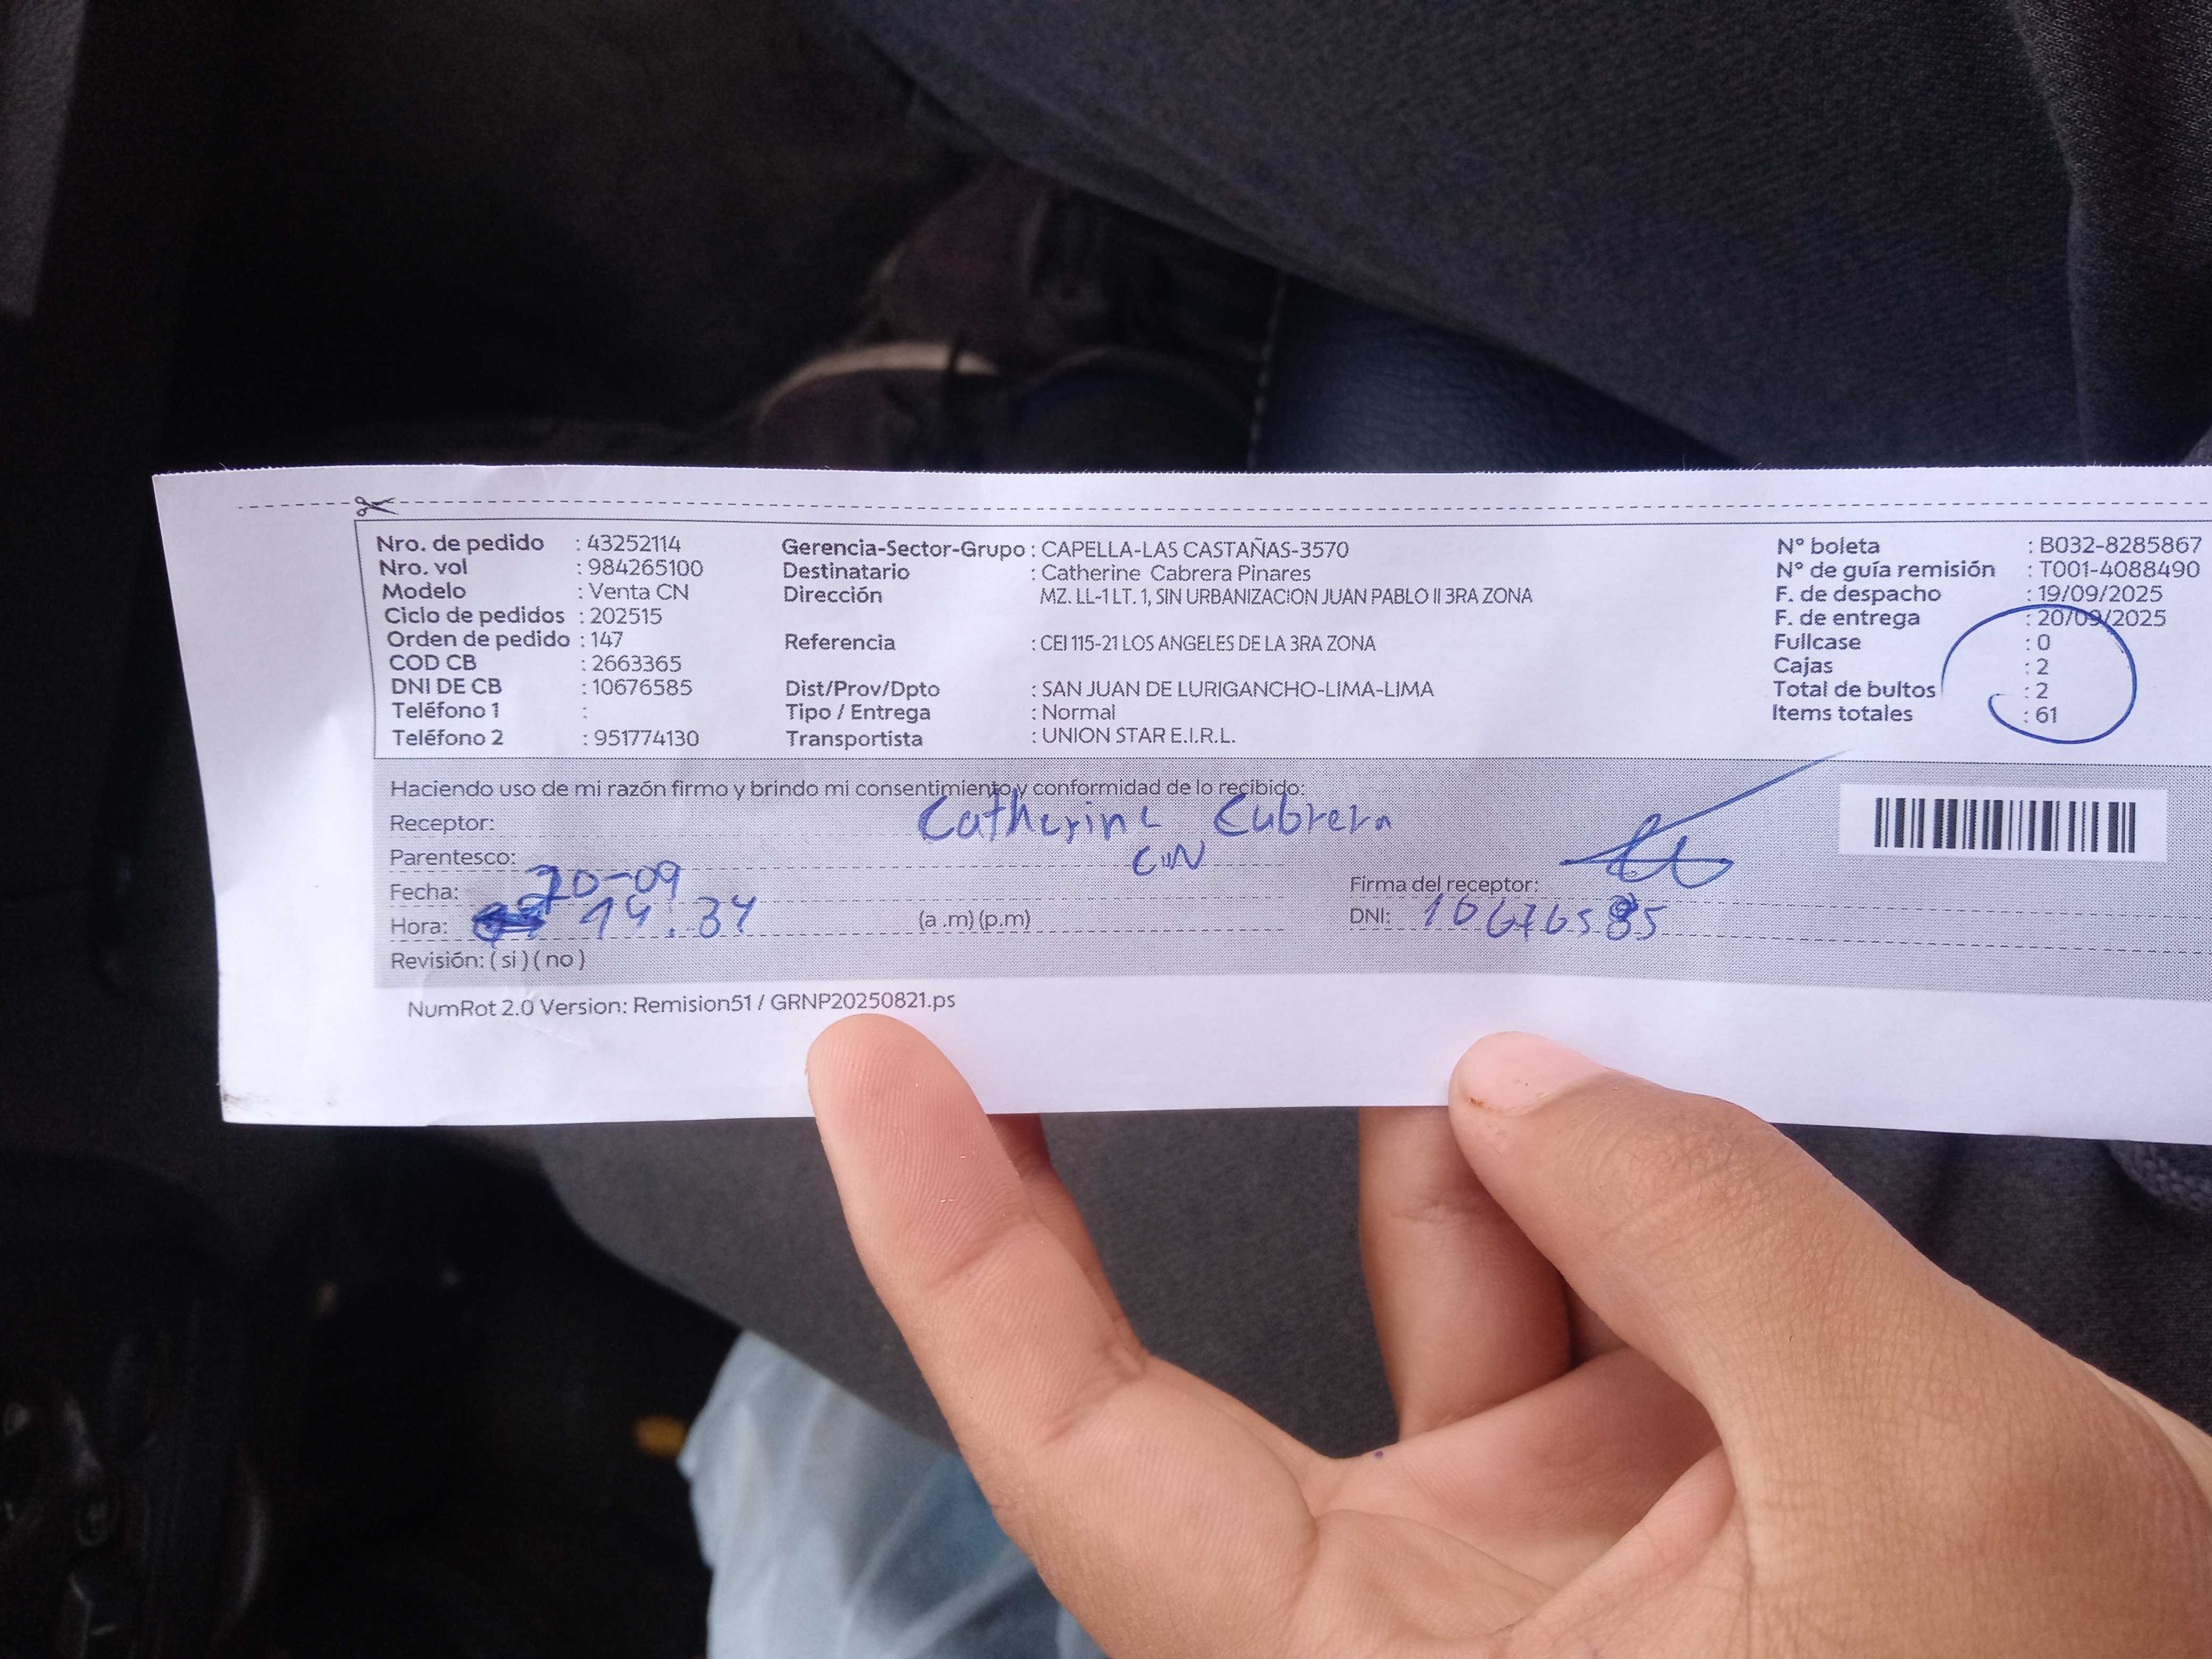 Nro. de pedido : 43252114
Nro. vol : 984265100
Modelo : Venta CN
Ciclo de pedidos : 202515
Orden de pedido : 147
COD CB : 2663365
DNI DE CB : 10676585
Teléfono 1 :
Teléfono 2 : 951774130
Gerencia-Sector-Grupo : CAPELLA-LAS CASTAÑAS-3570
Destinatario : Catherine Cabrera Pinares
Dirección MZ. LL-1 LT. 1, SIN URBANIZACION JUAN PABLO II 3RA ZONA
Referencia : CEI 115-21 LOS ANGELES DE LA 3RA ZONA
Dist/Prov/Dpto : SAN JUAN DE LURIGANCHO-LIMA-LIMA
Tipo / Entrega : Normal
Transportista : UNION STAR E.I.R.L.
N° boleta : B032-8285867
N° de guía remisión : T001-4088490
F. de despacho : 19/09/2025
F. de entrega : 20/09/2025
Fullcase : 0
Cajas : 2
Total de bultos : 2
Items totales : 61
Haciendo uso de mi razón firmo y brindo mi consentimiento y conformidad de lo recibido:
Receptor: Catherine Cabrera
Parentesco: CN
Fecha: 20-09
Hora: 14:34 (a .m) (p.m)
Revisión: ( si ) ( no )
Firma del receptor:
DNI: 10676585
NumRot 2.0 Version: Remision51 / GRNP20250821.ps